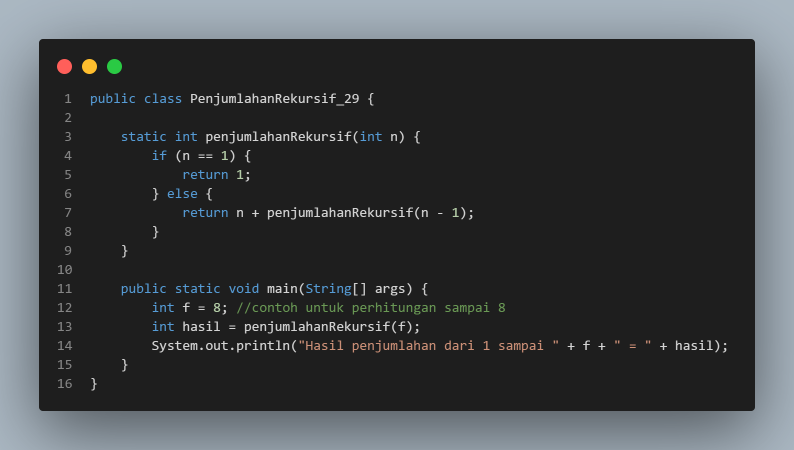 1 public class PenjumlahanRekursif_29 {
2
3     static int penjumlahanRekursif(int n) {
4         if (n == 1) {
5             return 1;
6         } else {
7             return n + penjumlahanRekursif(n - 1);
8         }
9     }
10
11     public static void main(String[] args) {
12         int f = 8; //contoh untuk perhitungan sampai 8
13         int hasil = penjumlahanRekursif(f);
14         System.out.println("Hasil penjumlahan dari 1 sampai " + f + " = " + hasil);
15     }
16 }